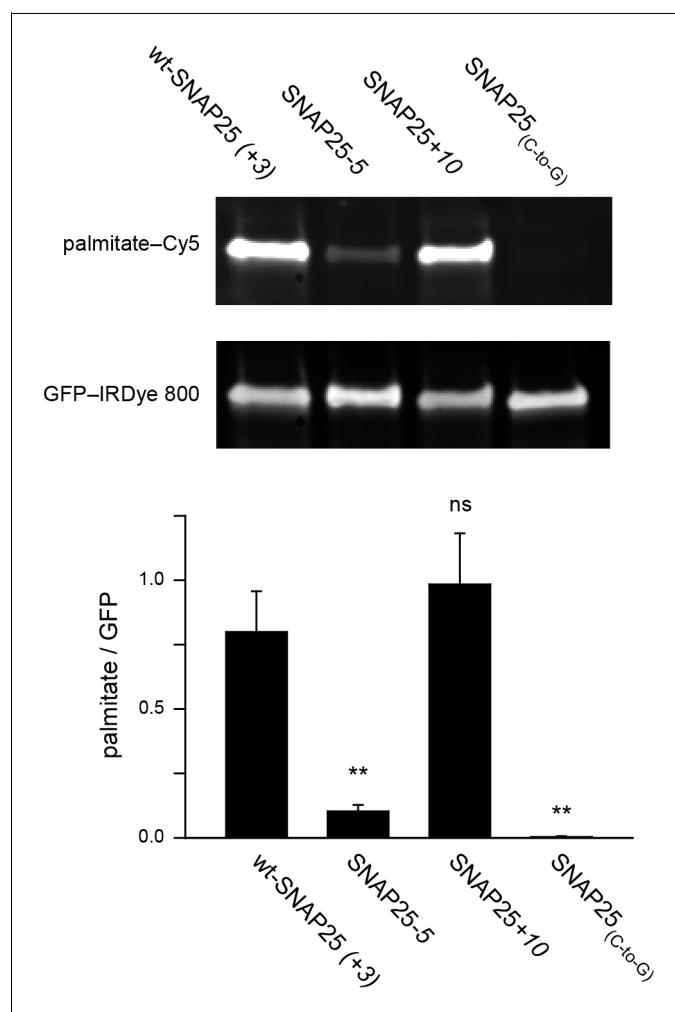 wt-SNAP25 (+3)
SNAP25-5
SNAP25+10
SNAP25(C-to-G)
palmitate–Cy5
GFP–IRDye 800
palmitate / GFP
1.0
0.5
0.0
**
ns
**
wt-SNAP25 (+3)
SNAP25-5
SNAP25+10
SNAP25(C-to-G)